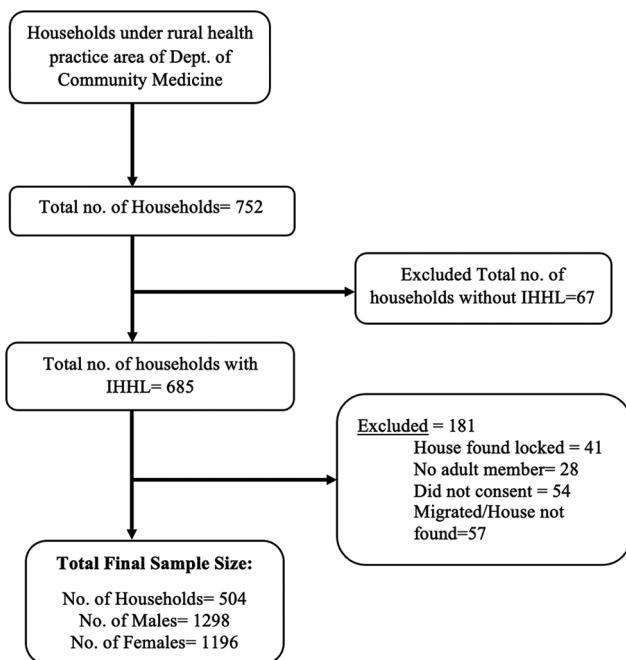 Households under rural health
practice area of Dept. of
Community Medicine
Total no. of Households= 752
Excluded Total no. of
households without IHHL=67
Total no. of households with
IHHL= 685
Excluded = 181
House found locked = 41
No adult member= 28
Did not consent = 54
Migrated/House not
found=57
Total Final Sample Size:
No. of Households= 504
No. of Males= 1298
No. of Females= 1196